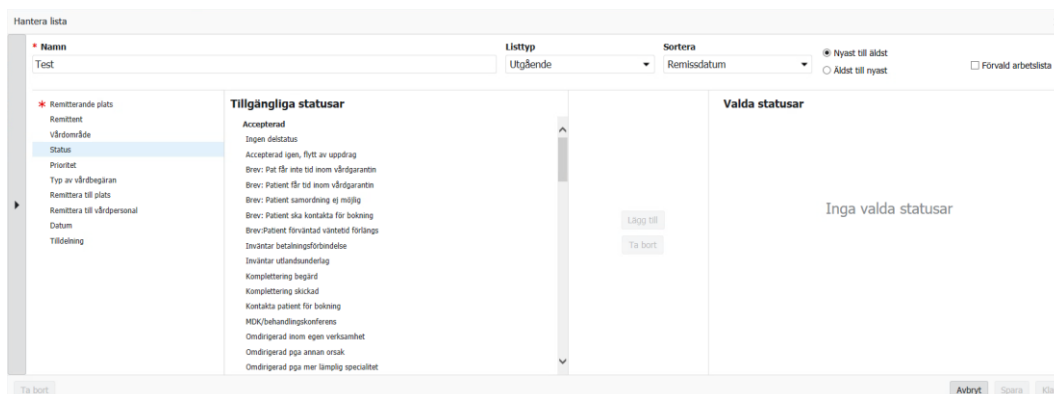 Hantera lista
* Namn
Test
Listtyp
Utgående
Sortera
Remissdatum
Nyast till äldst
Äldst till nyast
Förvald arbetslista
* Remitterande plats
Remittent
Vårdområde
Status
Prioritet
Typ av vårdbegäran
Remittera till plats
Remittera till vårdpersonal
Datum
Tilldelning
Tillgängliga statusar
Accepterad
Ingen delstatus
Accepterad igen, flytt av uppdrag
Brev: Pat får inte tid inom vårdgarantin
Brev: Patient får tid inom vårdgarantin
Brev: Patient samordning ej möjlig
Brev: Patient ska kontakta för bokning
Brev:Patient förväntad väntetid förlängs
Inväntar betalningsförbindelse
Inväntar utlandsunderlag
Komplettering begärd
Komplettering skickad
Kontakta patient för bokning
MDK/behandlingskonferens
Omdirigerad inom egen verksamhet
Omdirigerad pga annan orsak
Omdirigerad pga mer lämplig specialitet
Lägg till
Ta bort
Valda statusar
Inga valda statusar
Ta bort
Avbryt
Spara